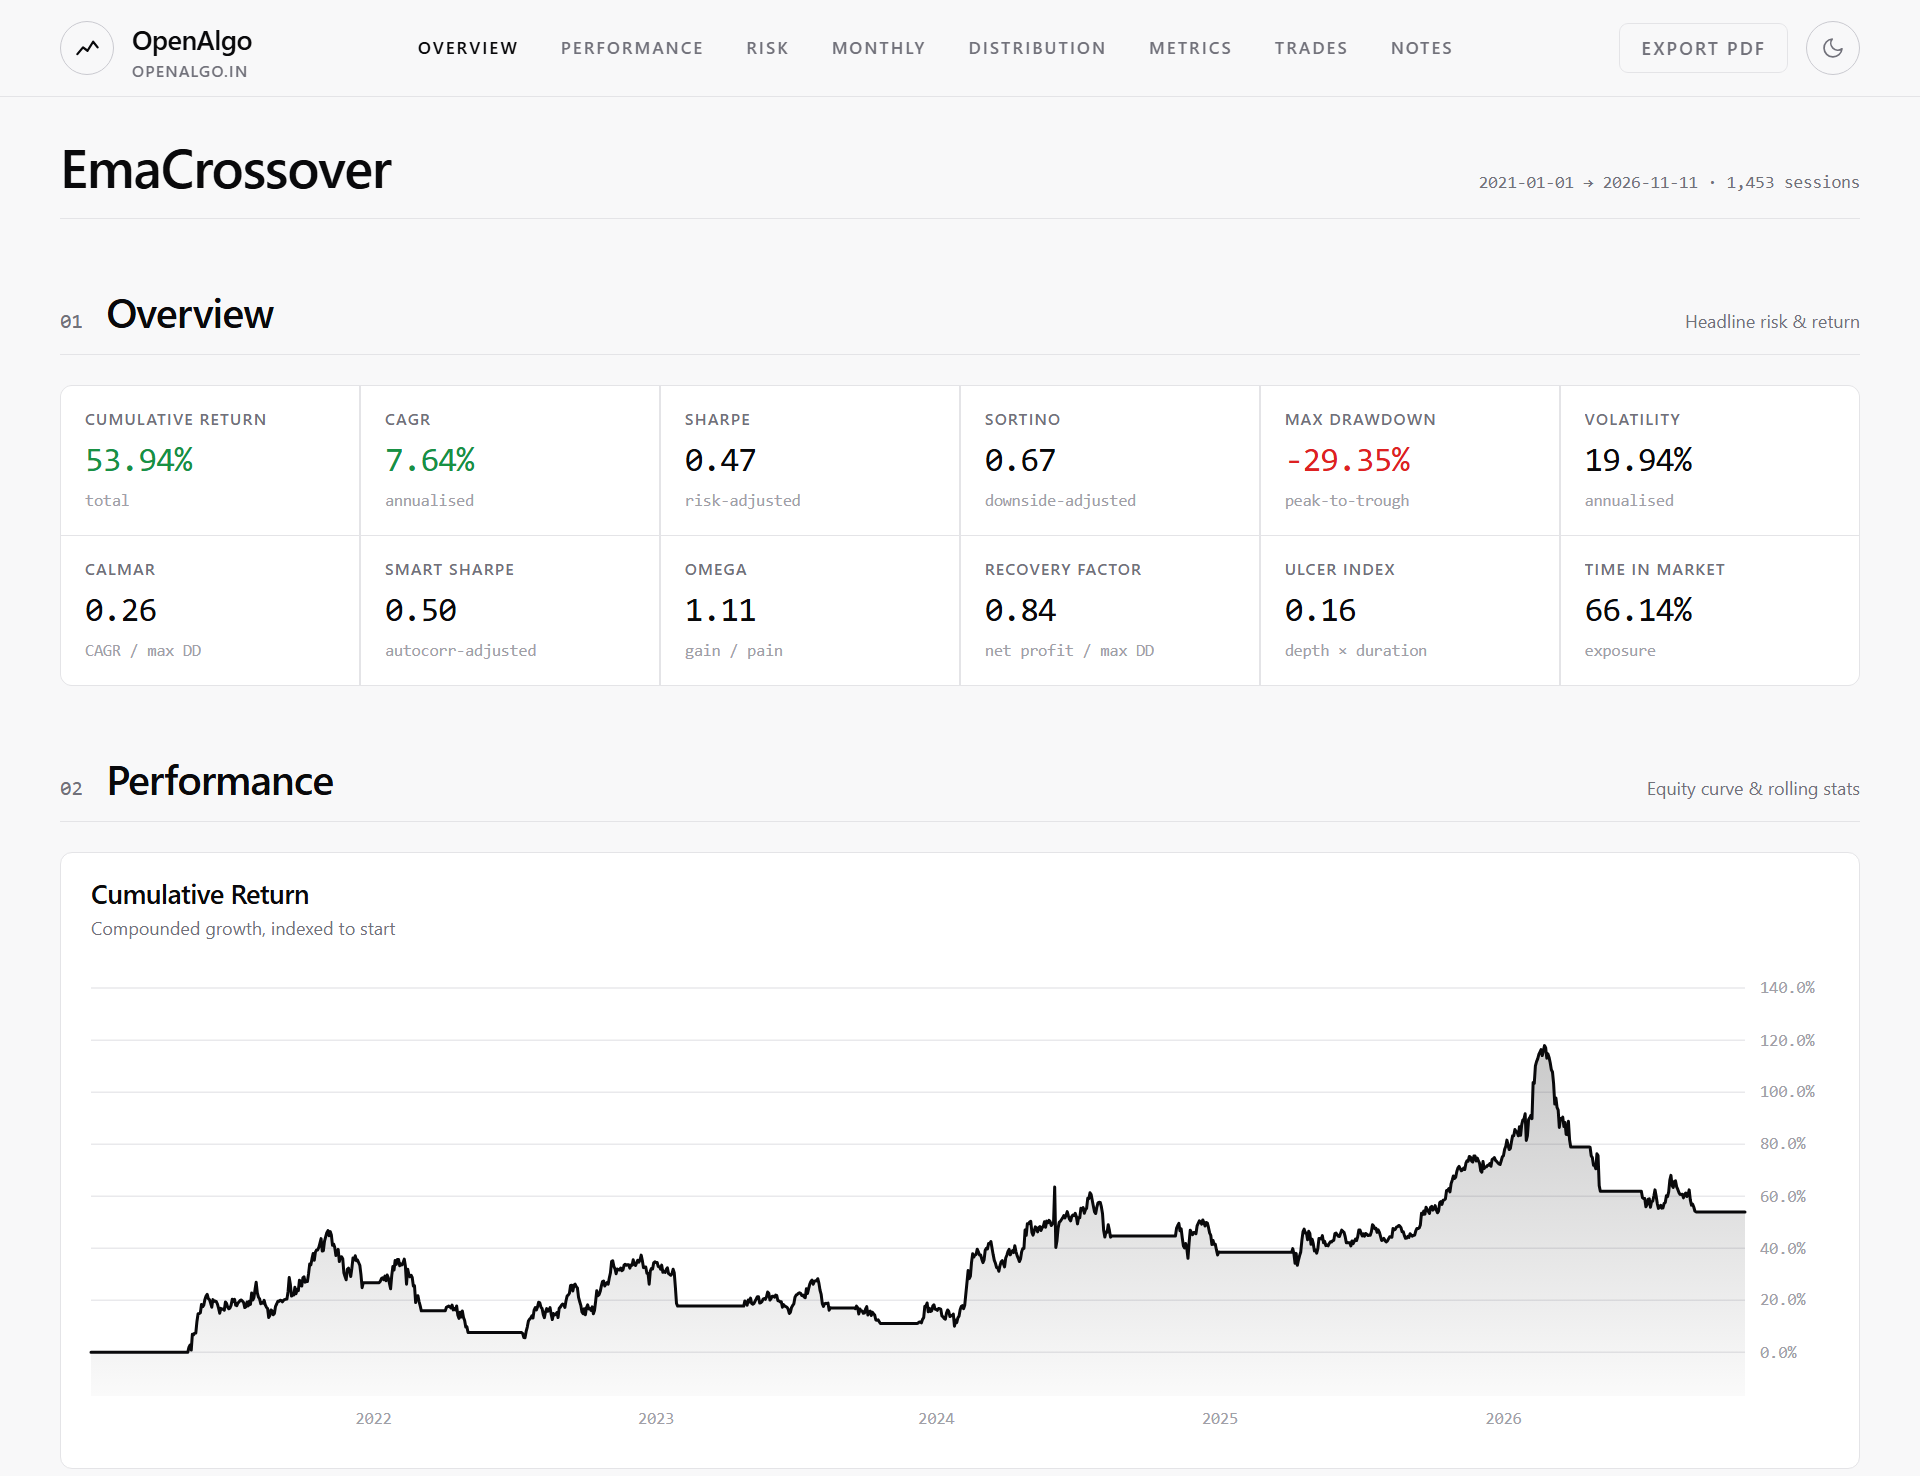 OpenAlgo
OPENALGO.IN
OVERVIEW PERFORMANCE RISK MONTHLY DISTRIBUTION METRICS TRADES NOTES
EXPORT PDF
EmaCrossover
2021-01-01 → 2026-11-11 · 1,453 sessions
01 Overview
Headline risk & return
CUMULATIVE RETURN
53.94%
total
CAGR
7.64%
annualised
SHARPE
0.47
risk-adjusted
SORTINO
0.67
downside-adjusted
MAX DRAWDOWN
-29.35%
peak-to-trough
VOLATILITY
19.94%
annualised
CALMAR
0.26
CAGR / max DD
SMART SHARPE
0.50
autocorr-adjusted
OMEGA
1.11
gain / pain
RECOVERY FACTOR
0.84
net profit / max DD
ULCER INDEX
0.16
depth × duration
TIME IN MARKET
66.14%
exposure
02 Performance
Equity curve & rolling stats
Cumulative Return
Compounded growth, indexed to start
140.0%
120.0%
100.0%
80.0%
60.0%
40.0%
20.0%
0.0%
2022 2023 2024 2025 2026